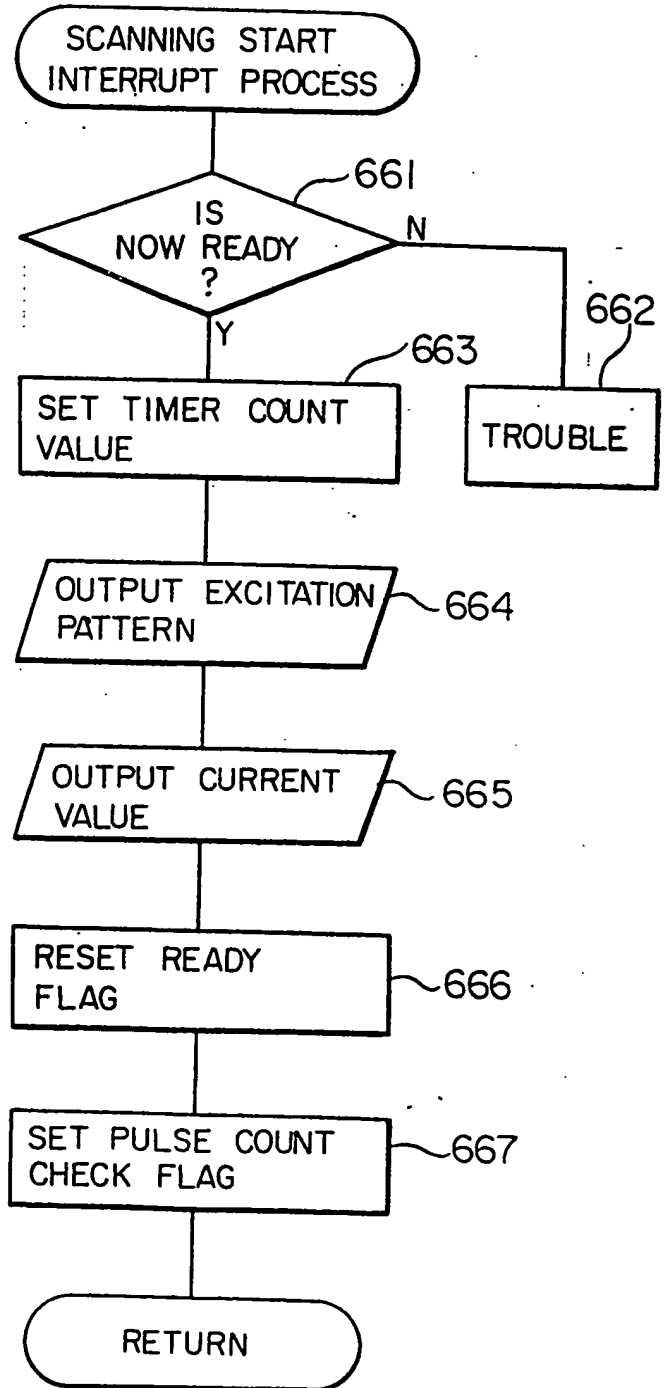 SCANNING START
INTERRUPT PROCESS
661
IS
NOW READY
?
N
Y
662
TROUBLE
663
SET TIMER COUNT
VALUE
OUTPUT EXCITATION
PATTERN
664
OUTPUT CURRENT
VALUE
665
RESET READY
FLAG
666
SET PULSE COUNT
CHECK FLAG
667
RETURN